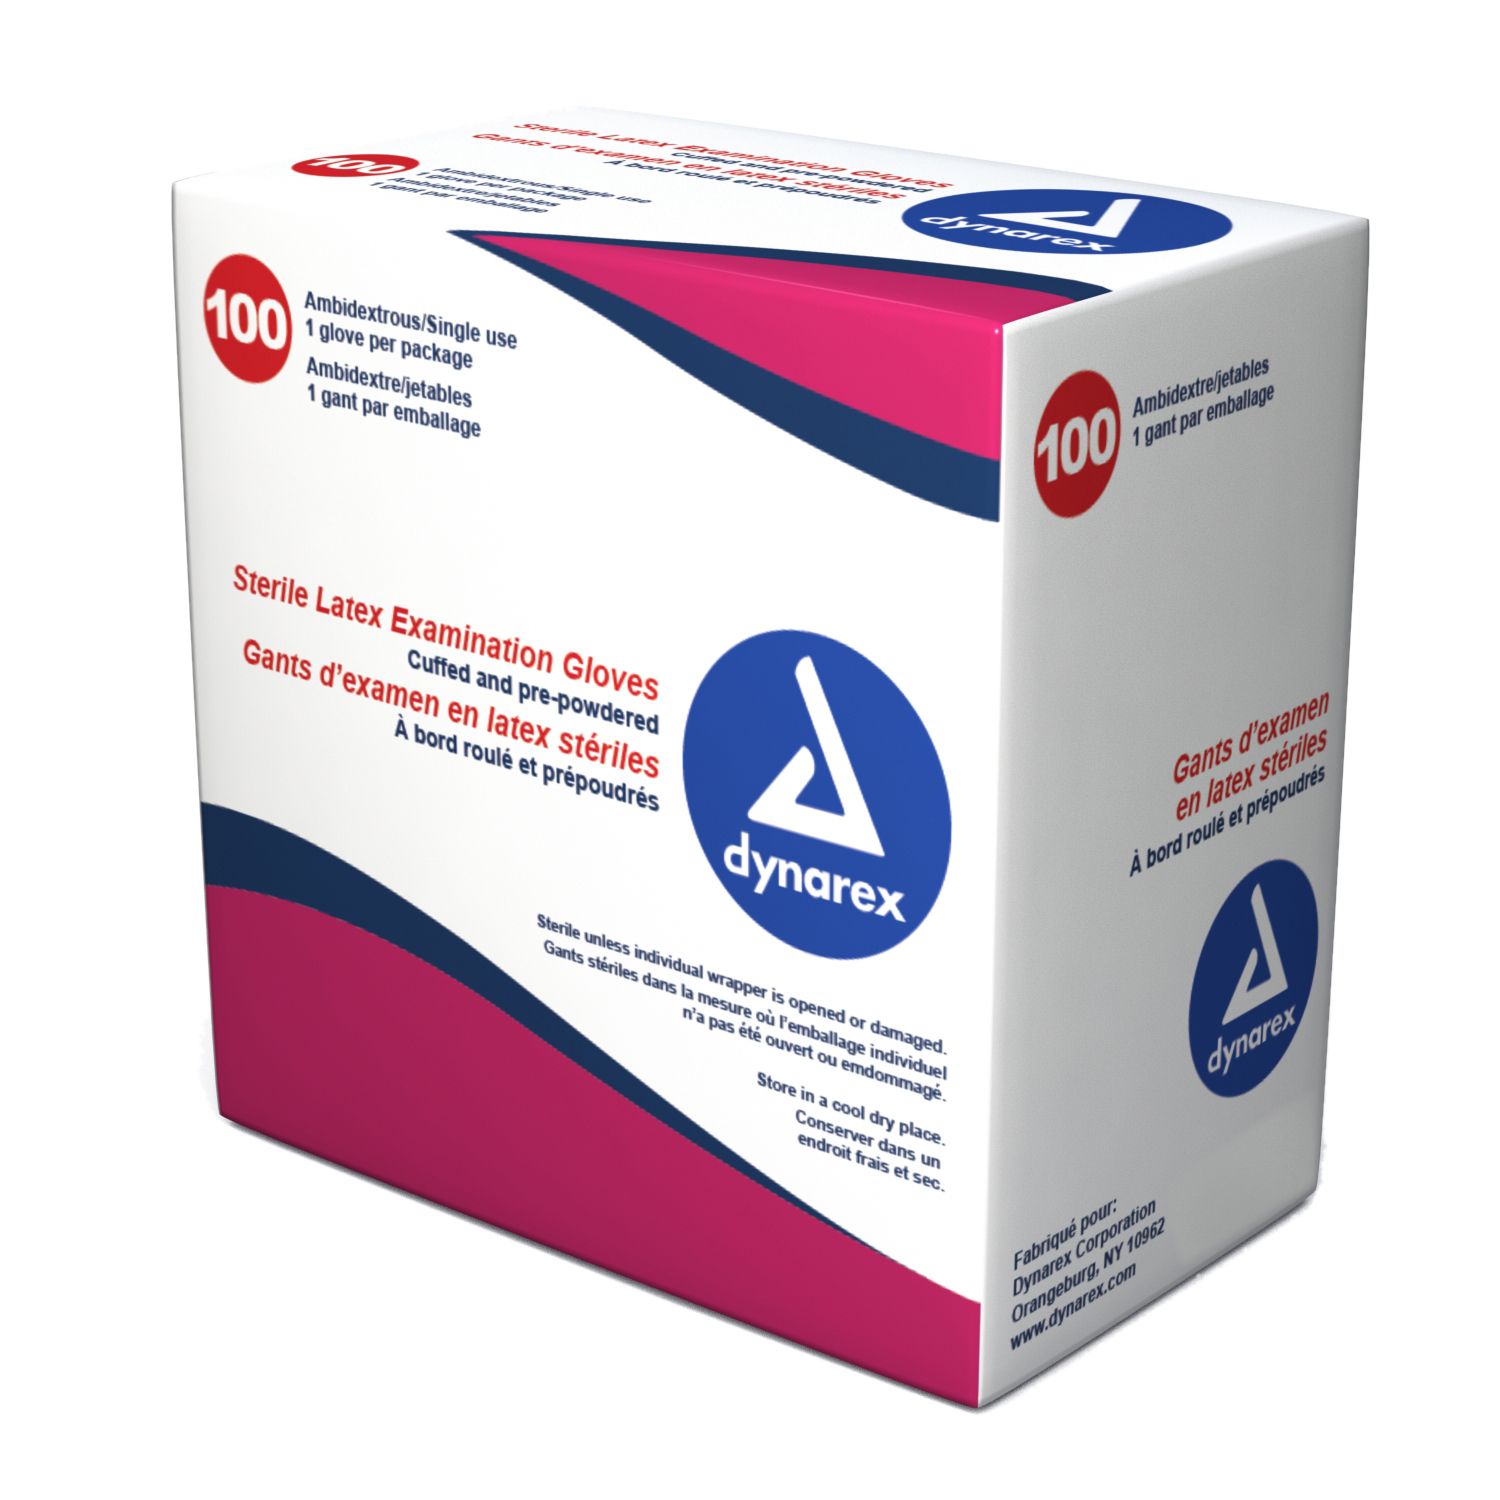 Sterile Latex Examination Gloves
Cuffed and pre-powdered
Gants d'examen en latex stériles
À bord roulé et prépoudrés
100
Ambidextrous/Single use
1 glove per package
Ambidextre/jetables
1 gant par emballage
dynarex
100
Ambidextrous/Single use
1 glove per package
Ambidextre/jetables
1 gant par emballage
Sterile Latex Examination Gloves
Cuffed and pre-powdered
Gants d'examen en latex stériles
À bord roulé et prépoudrés
dynarex
Sterile unless individual wrapper is opened or damaged.
Gants stériles dans la mesure où l'emballage individuel
n'a pas été ouvert ou emdommagé.
Store in a cool dry place.
Conserver dans un
endroit frais et sec.
100
Ambidextre/jetables
1 gant par emballage
Gants d'examen
en latex stériles
À bord roulé et prépoudrés
dynarex
Fabriqué pour:
Dynarex Corporation
Orangeburg, NY 10962
www.dynarex.com